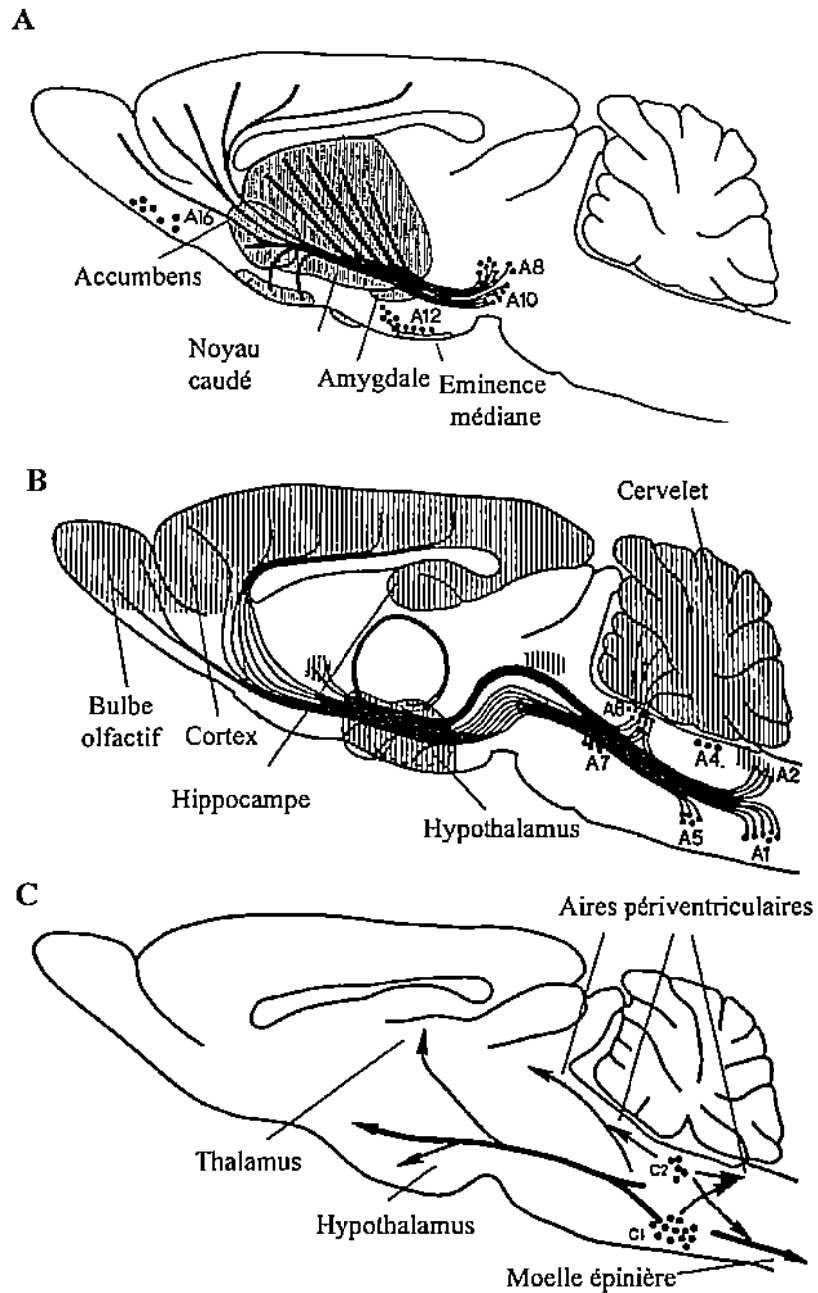 A
A16
Accumbens
A8
A10
A12
Noyau
caudé
Amygdale
Eminence
médiane
B
Cervelet
Bulbe
olfactif
Cortex
Hippocampe
Hypothalamus
A6
A7
A4
A2
A5
A1
C
Aires périventriculaires
Thalamus
Hypothalamus
C2
C1
Moelle épinière